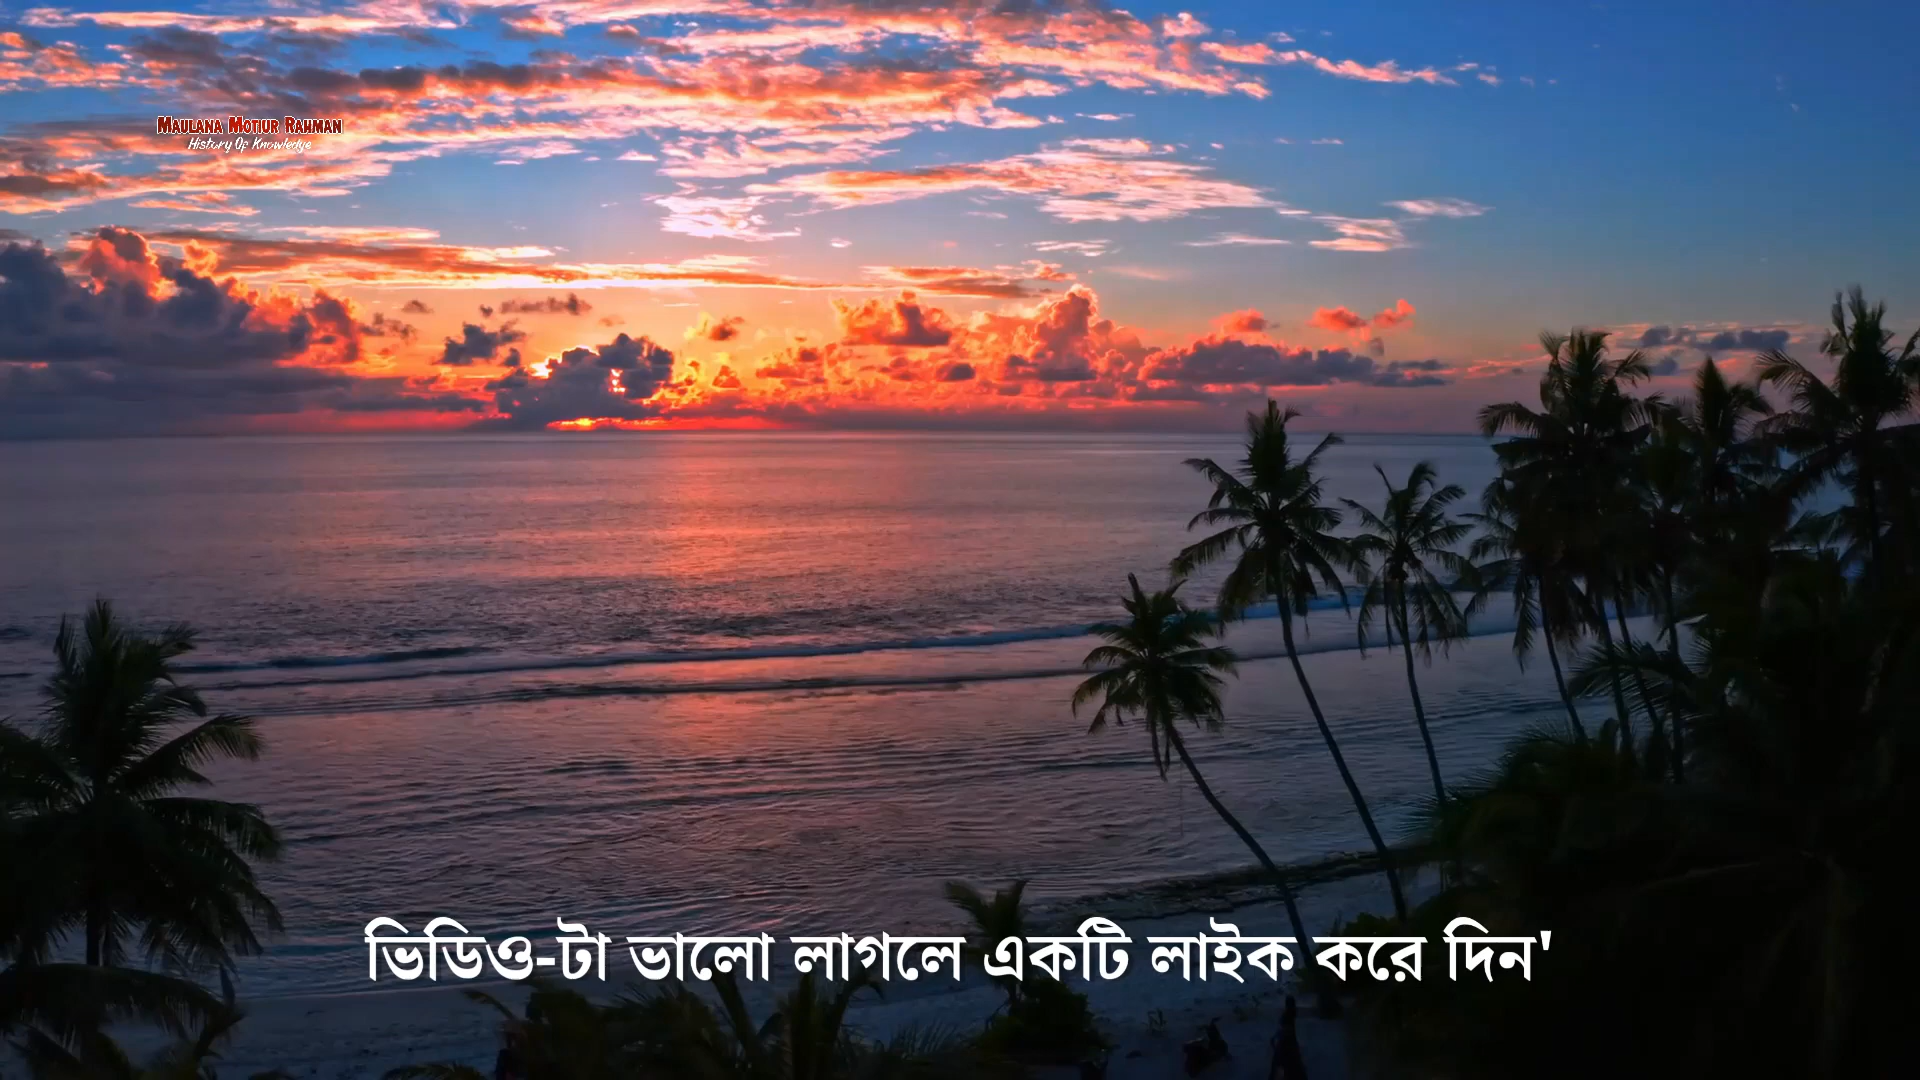 MAULANA MOTIUR RAHMAN
History Of Knowledge
ভিডিও-টা ভালো লাগলে একটি লাইক করে দিন'